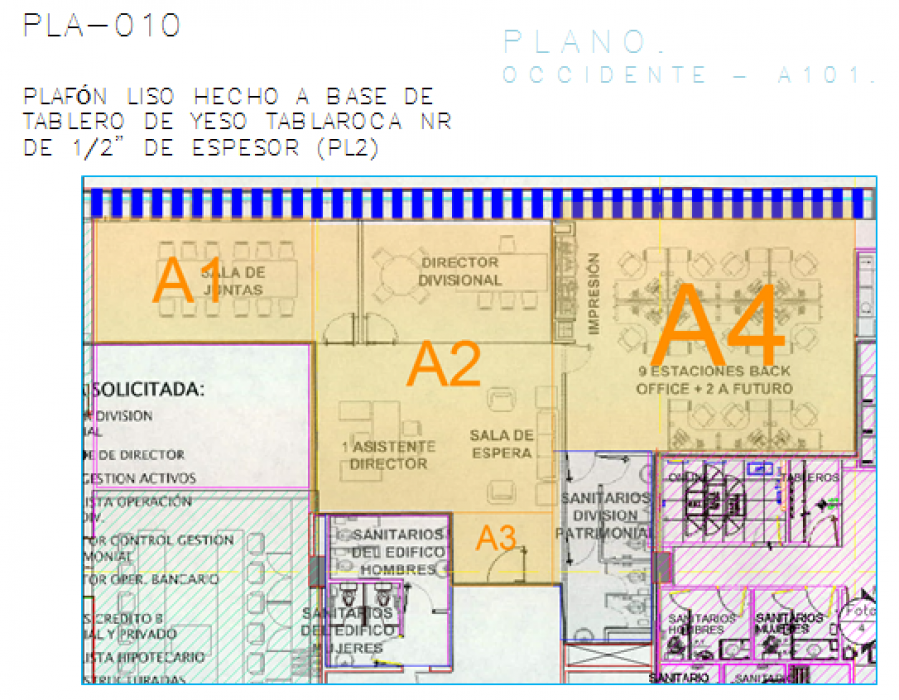 PLA-010
PLANO.
OCCIDENTE - A101.
PLAFÓN LISO HECHO A BASE DE
TABLERO DE YESO TABLAROCA NR
DE 1/2" DE ESPESOR (PL2)
A1
SALA DE
JUNTAS
DIRECTOR
DIVISIONAL
IMPRESIÓN
A2
A4
9 ESTACIONES BACK
OFFICE + 2 A FUTURO
SOLICITADA:
DIVISION
AL
E DE DIRECTOR
GESTION ACTIVOS
ISTA OPERACIÓN
DIV.
OR CONTROL GESTION
MONIAL
TOR OPER. BANCARIO
S CREDITO B
AL Y PRIVADO
ISTA HIPOTECARIO
STRUCTURADAS
1 ASISTENTE
DIRECTOR
SALA DE
ESPERA
A3
SANITARIOS
DIVISION
PATRIMONIAL
TABLEROS
SANITARIOS
DEL EDIFICO
HOMBRES
SANITARIOS
DEL EDIFICO
MUJERES
SANITARIOS
HOMBRES
SANITARIOS
MUJERES
Foto
4
SANITARIO
SANITARIO